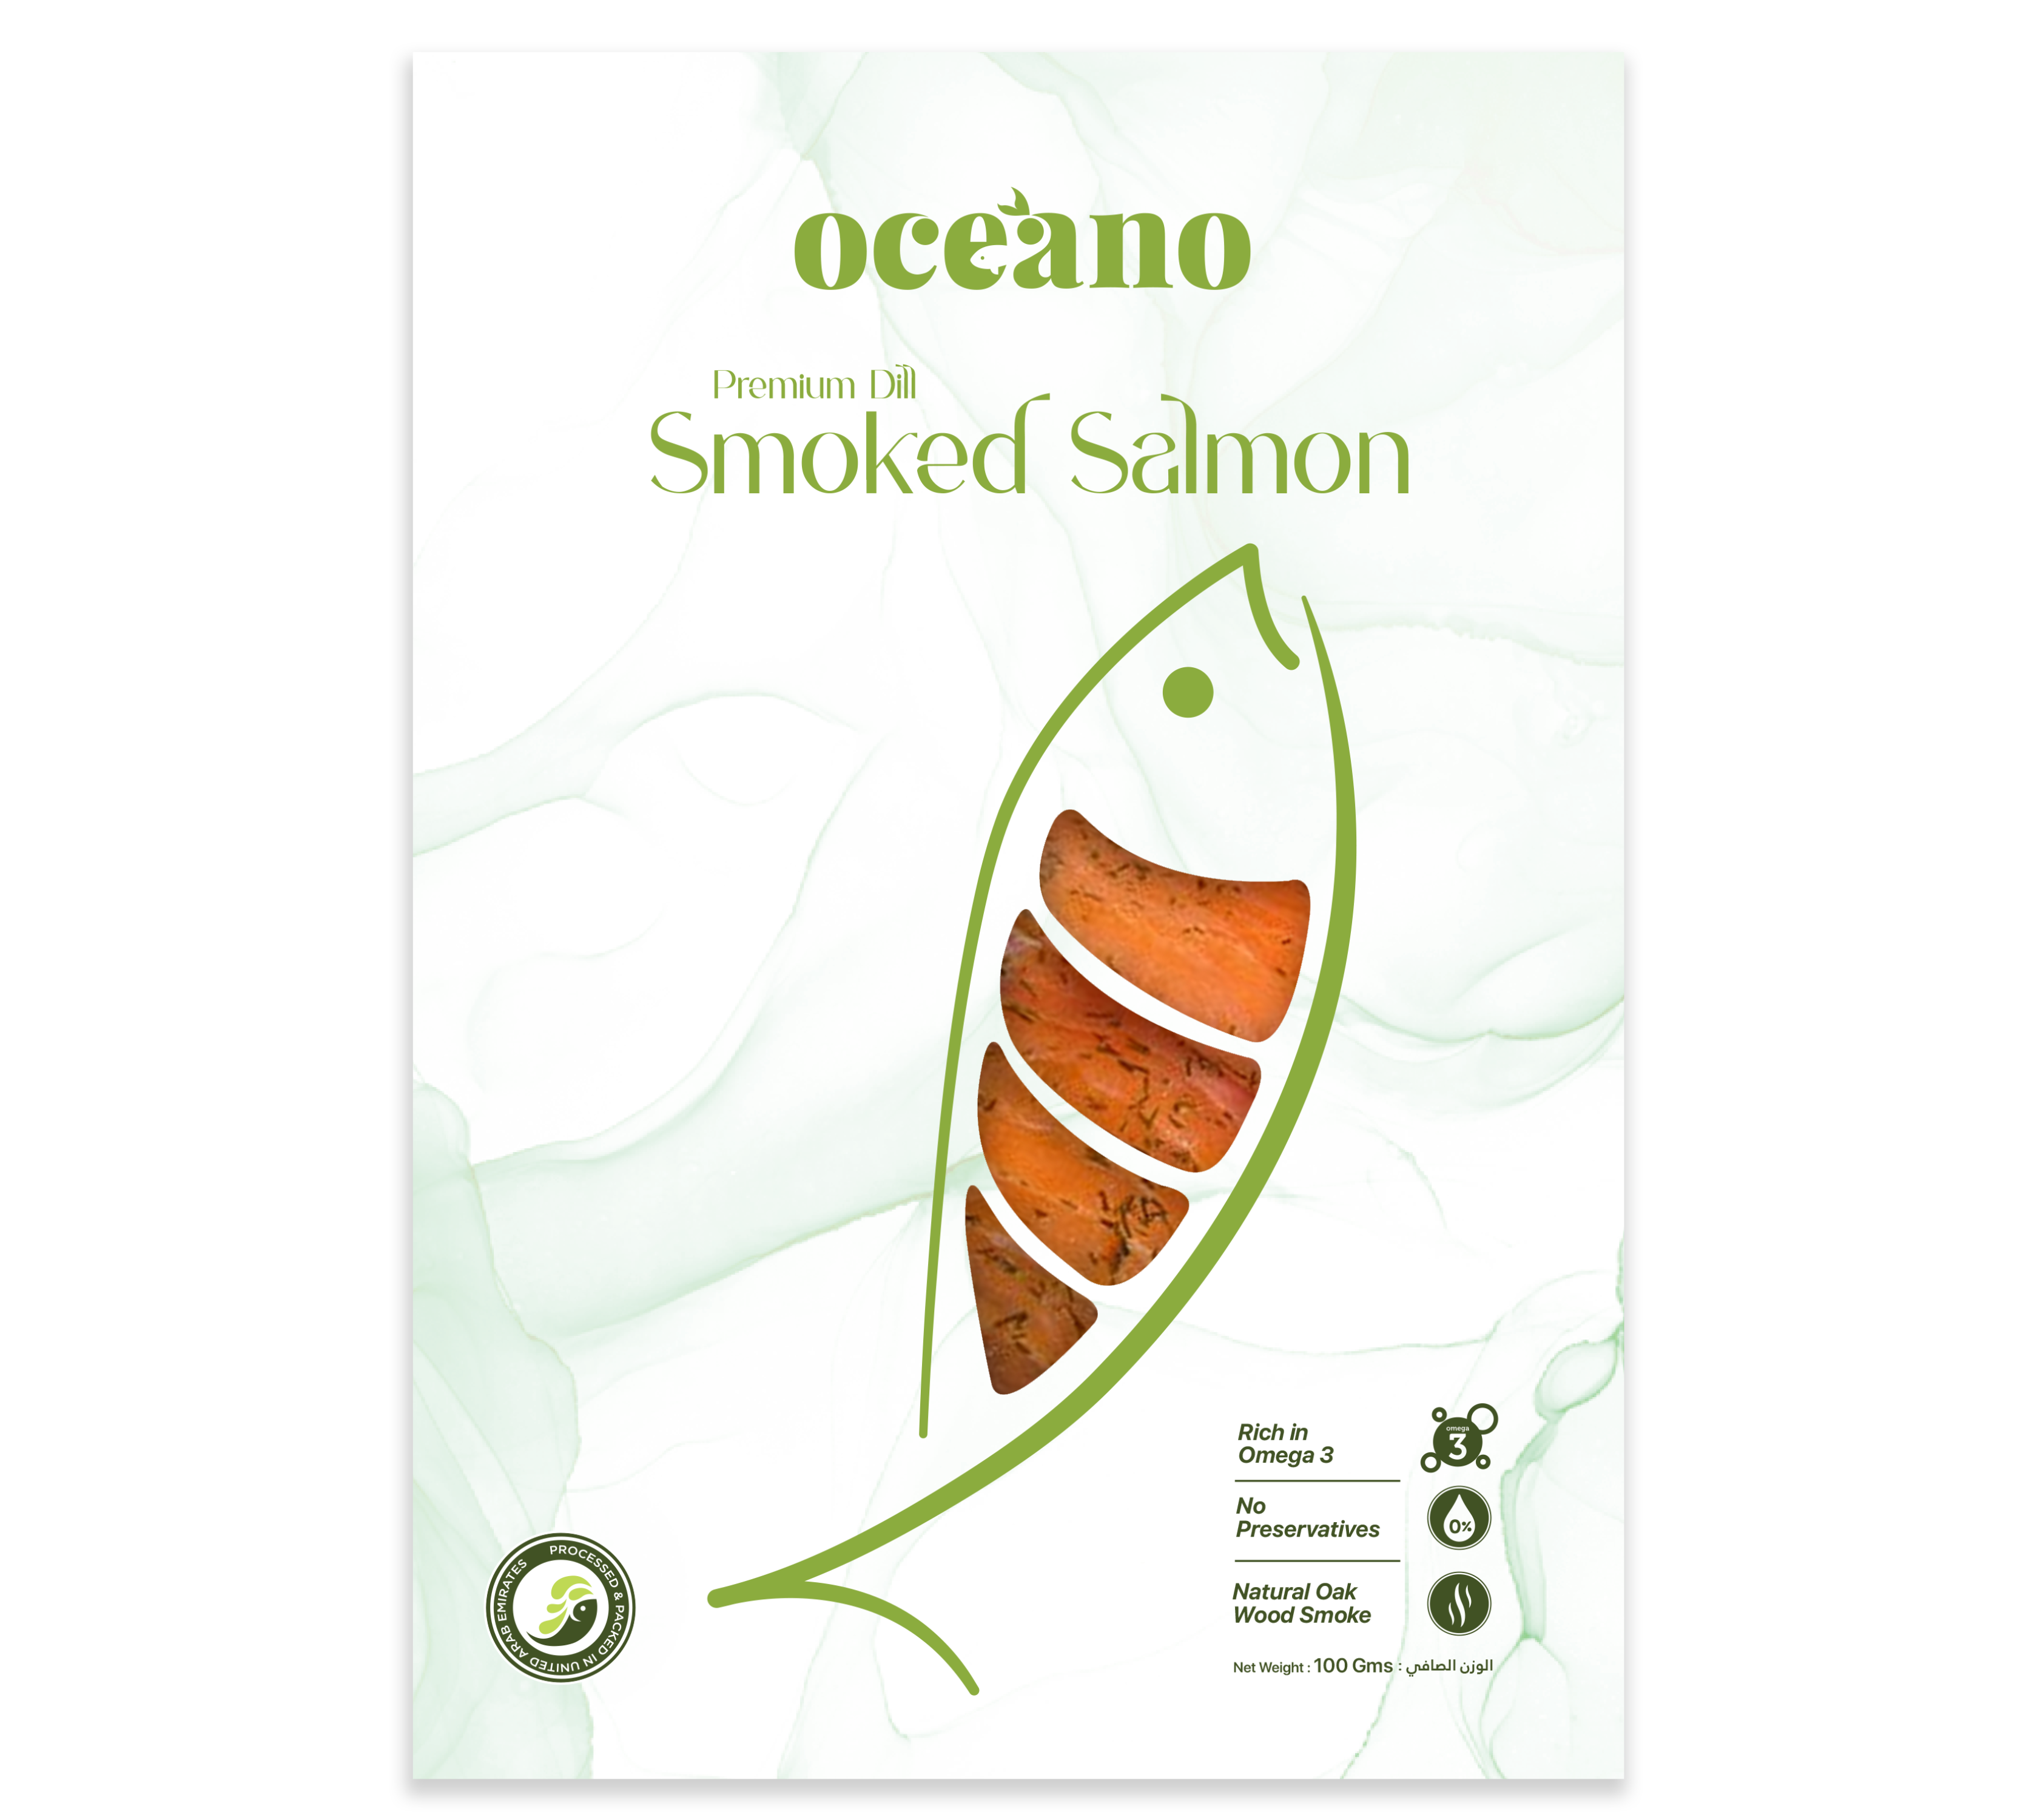 oceano
Premium Dill
Smoked Salmon
Rich in
Omega 3
omega
3
No
Preservatives
0%
Natural Oak
Wood Smoke
Net Weight : 100 Gms : الوزن الصافي
PROCESSED & PACKED IN UNITED ARAB EMIRATES